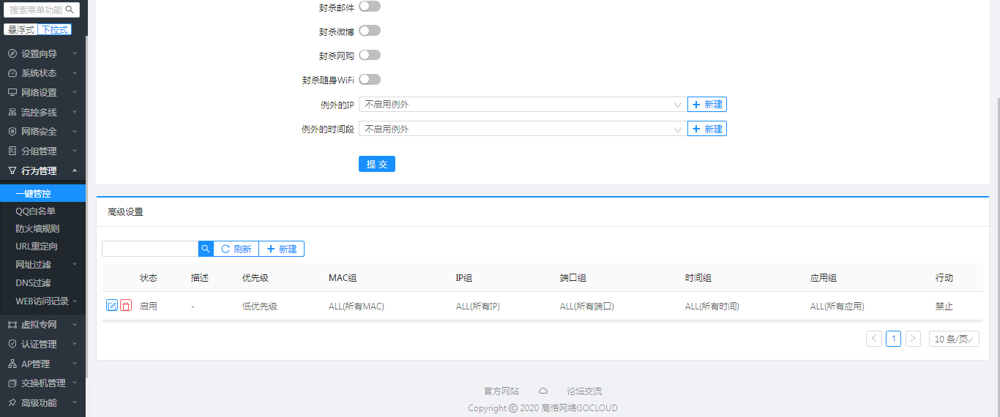 搜索菜单功能
悬浮式 下拉式
设置向导
系统状态
网络设置
流控多线
网络安全
分组管理
行为管理
一键管控
QQ白名单
防火墙规则
URL重定向
网址过滤
DNS过滤
WEB访问记录
虚拟专网
认证管理
AP管理
交换机管理
高级功能
封杀邮件
封杀微博
封杀网购
封杀随身WiFi
例外的IP 不启用例外 + 新建
例外的时间段 不启用例外 + 新建
提 交
高级设置
刷新 + 新建
状态 描述 优先级 MAC组 IP组 端口组 时间组 应用组 行动
启用 - 低优先级 ALL(所有MAC) ALL(所有IP) ALL(所有端口) ALL(所有时间) ALL(所有应用) 禁止
< 1 > 10 条/页
官方网站 论坛交流
Copyright © 2020 高恪网络GOCLOUD